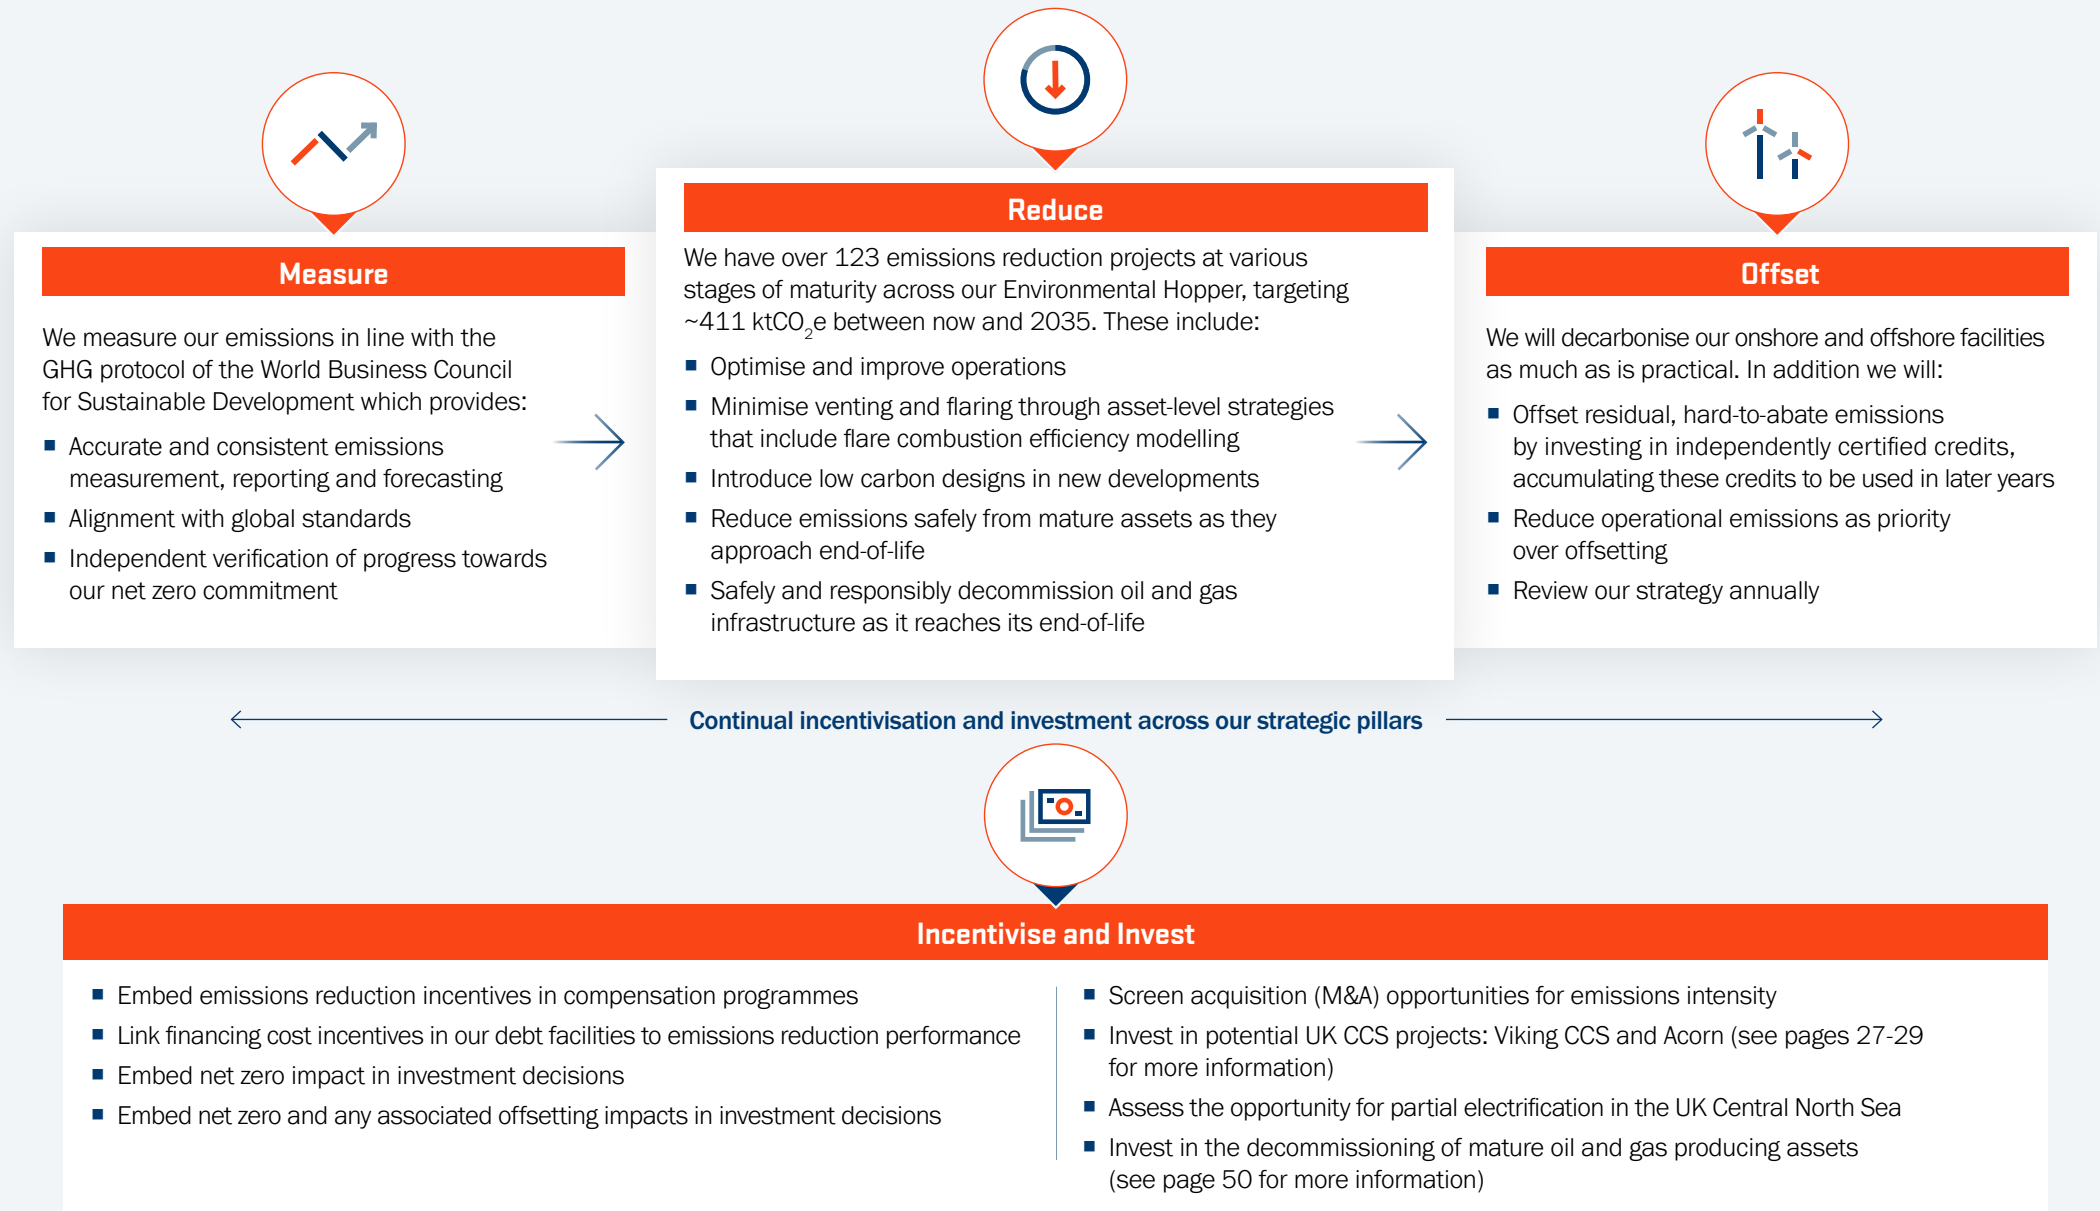 Measure
We measure our emissions in line with the
GHG protocol of the World Business Council
for Sustainable Development which provides:
■ Accurate and consistent emissions
measurement, reporting and forecasting
■ Alignment with global standards
■ Independent verification of progress towards
our net zero commitment
Reduce
We have over 123 emissions reduction projects at various
stages of maturity across our Environmental Hopper, targeting
~411 ktCO₂e between now and 2035. These include:
■ Optimise and improve operations
■ Minimise venting and flaring through asset-level strategies
that include flare combustion efficiency modelling
■ Introduce low carbon designs in new developments
■ Reduce emissions safely from mature assets as they
approach end-of-life
■ Safely and responsibly decommission oil and gas
infrastructure as it reaches its end-of-life
Offset
We will decarbonise our onshore and offshore facilities
as much as is practical. In addition we will:
■ Offset residual, hard-to-abate emissions
by investing in independently certified credits,
accumulating these credits to be used in later years
■ Reduce operational emissions as priority
over offsetting
■ Review our strategy annually
Continual incentivisation and investment across our strategic pillars
Incentivise and Invest
■ Embed emissions reduction incentives in compensation programmes
■ Link financing cost incentives in our debt facilities to emissions reduction performance
■ Embed net zero impact in investment decisions
■ Embed net zero and any associated offsetting impacts in investment decisions
■ Screen acquisition (M&A) opportunities for emissions intensity
■ Invest in potential UK CCS projects: Viking CCS and Acorn (see pages 27-29
for more information)
■ Assess the opportunity for partial electrification in the UK Central North Sea
■ Invest in the decommissioning of mature oil and gas producing assets
(see page 50 for more information)